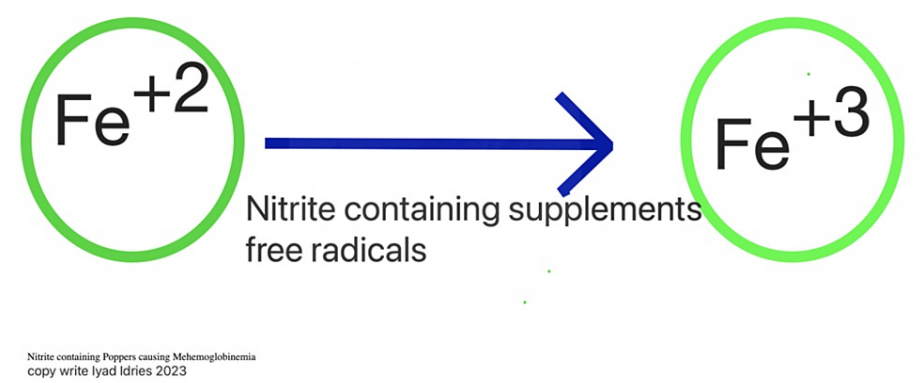 Fe+2
Fe+3
Nitrite containing supplements
free radicals
Nitrite containing Poppers causing Mehemoglobinemia
copy write Iyad Idries 2023